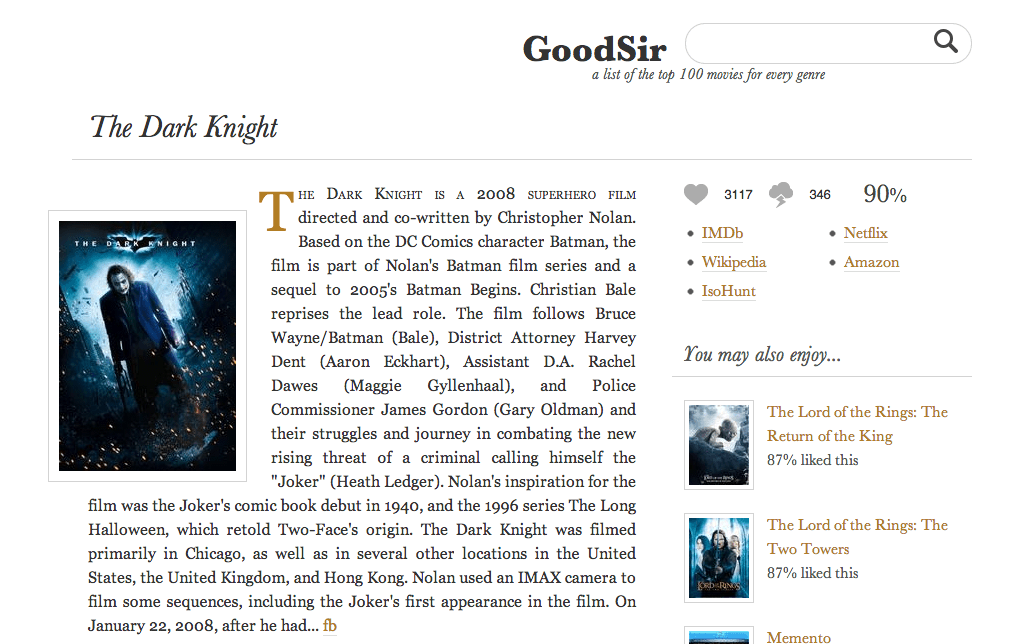 GoodSir
a list of the top 100 movies for every genre
The Dark Knight
THE DARK KNIGHT
The Dark Knight is a 2008 superhero film
directed and co-written by Christopher Nolan.
Based on the DC Comics character Batman, the
film is part of Nolan's Batman film series and a
sequel to 2005's Batman Begins. Christian Bale
reprises the lead role. The film follows Bruce
Wayne/Batman (Bale), District Attorney Harvey
Dent (Aaron Eckhart), Assistant D.A. Rachel
Dawes (Maggie Gyllenhaal), and Police
Commissioner James Gordon (Gary Oldman) and
their struggles and journey in combating the new
rising threat of a criminal calling himself the
"Joker" (Heath Ledger). Nolan's inspiration for the
film was the Joker's comic book debut in 1940, and the 1996 series The Long
Halloween, which retold Two-Face's origin. The Dark Knight was filmed
primarily in Chicago, as well as in several other locations in the United
States, the United Kingdom, and Hong Kong. Nolan used an IMAX camera to
film some sequences, including the Joker's first appearance in the film. On
January 22, 2008, after he had... fb
3117 346 90%
IMDb
Netflix
Wikipedia
Amazon
IsoHunt
You may also enjoy...
The Lord of the Rings: The
Return of the King
87% liked this
The Lord of the Rings: The
Two Towers
87% liked this
Memento